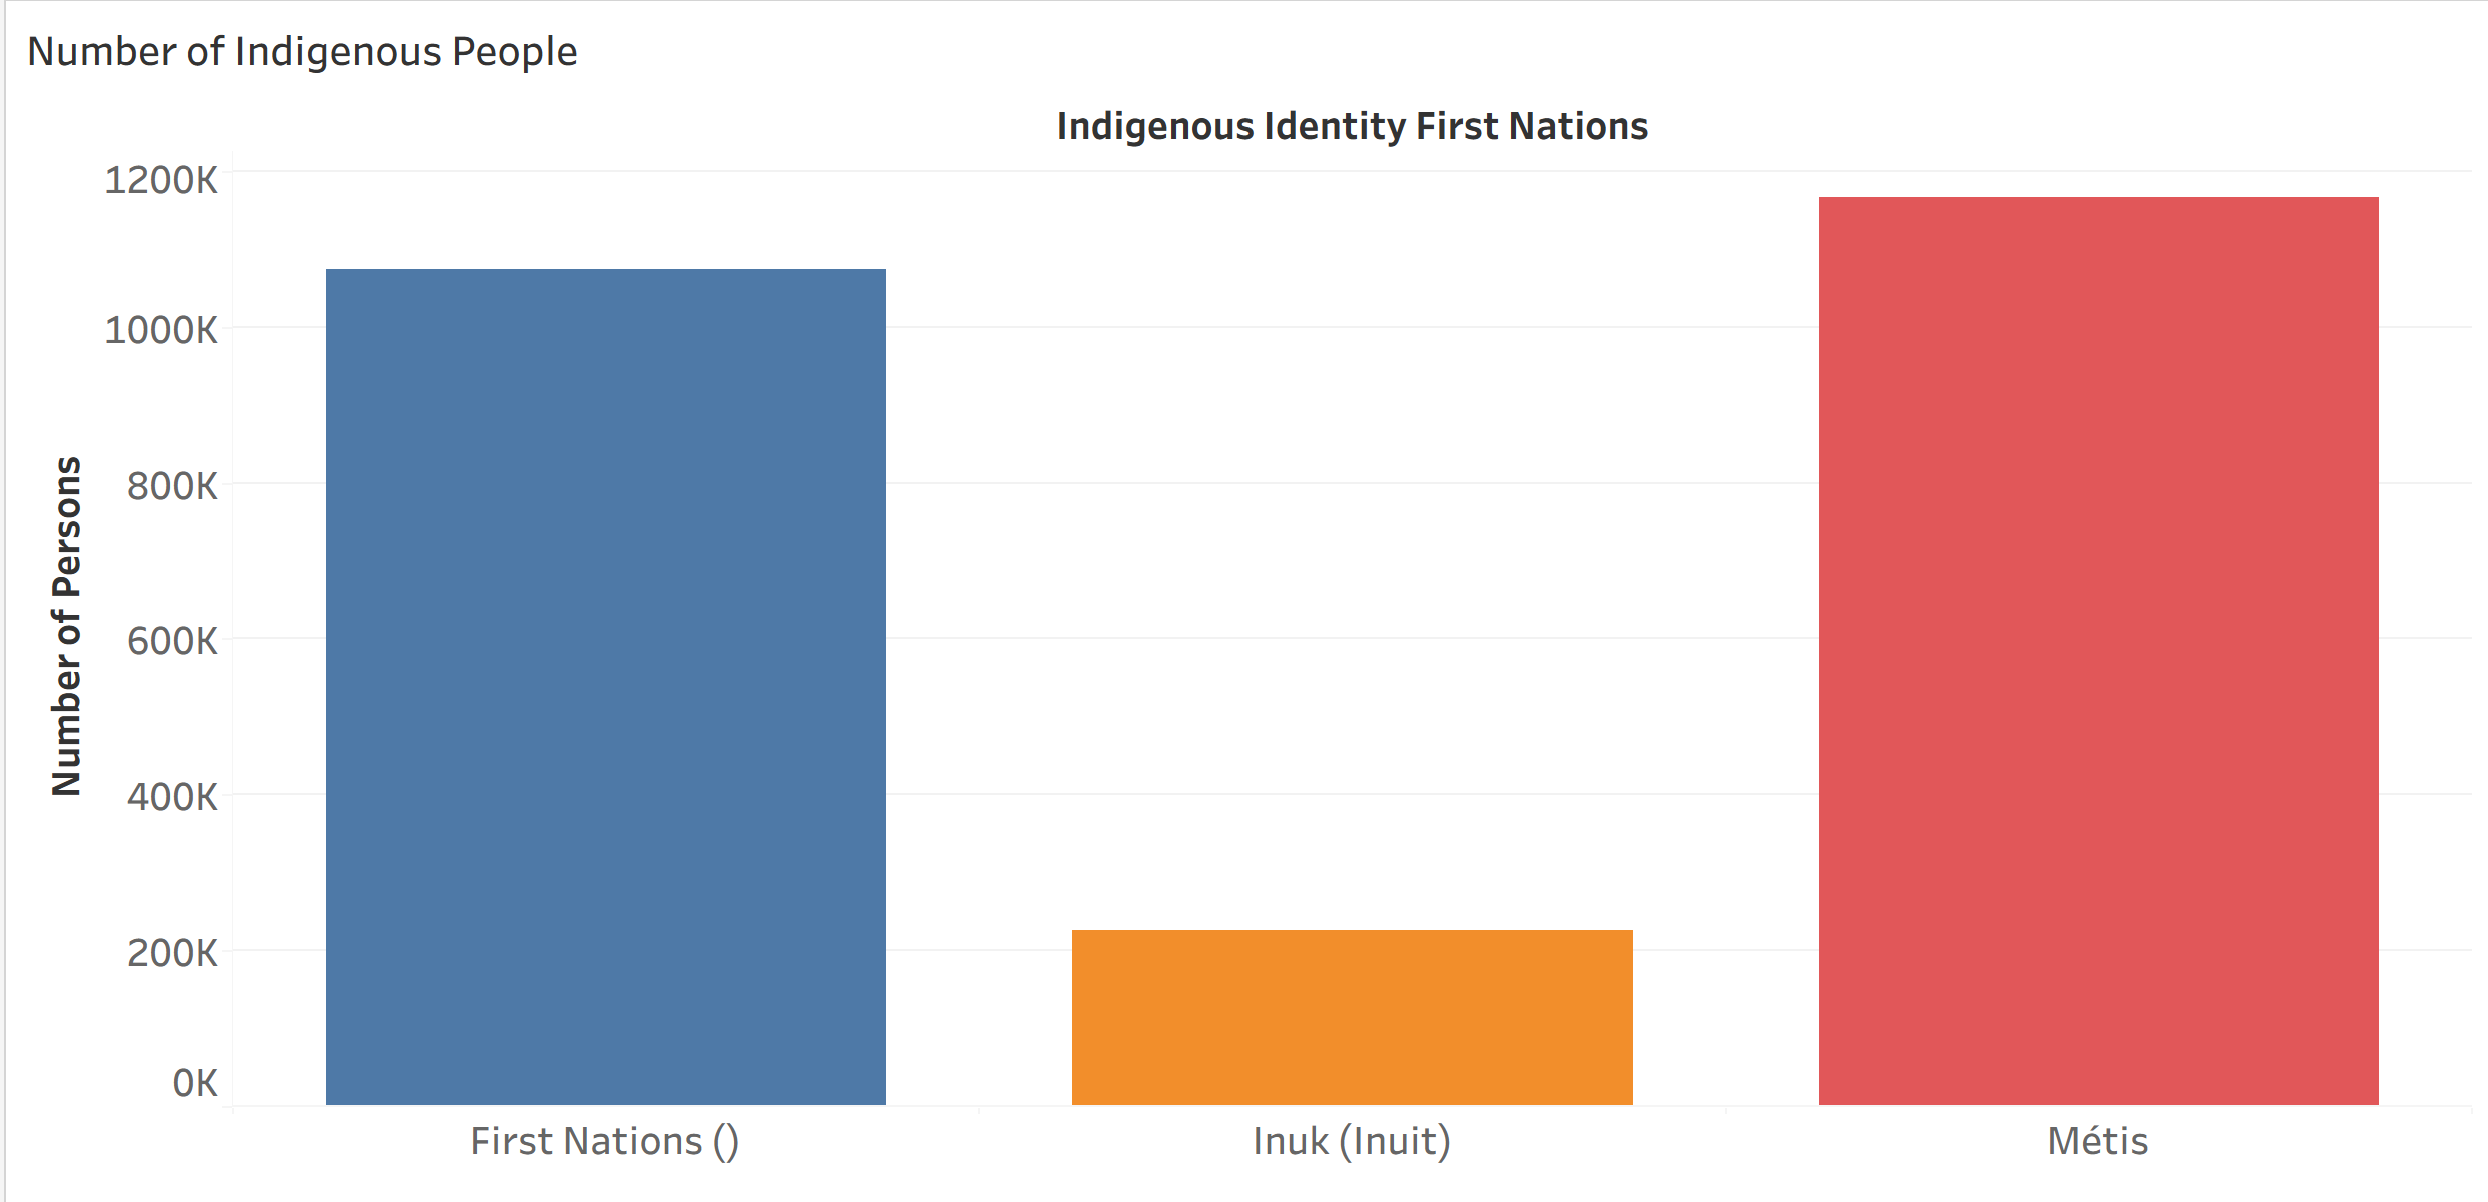 Number of Indigenous People
Indigenous Identity First Nations
Number of Persons
1200K
1000K
800K
600K
400K
200K
0K
First Nations ()
Inuk (Inuit)
Métis